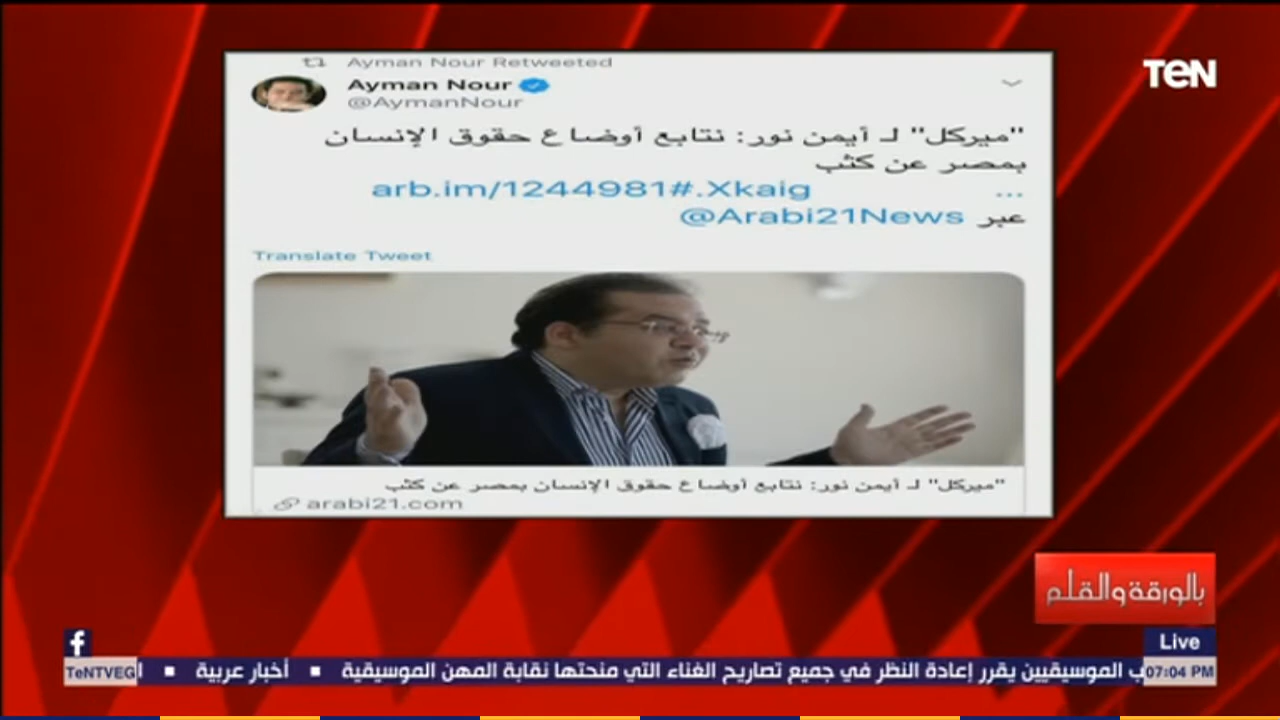 TeN
Ayman Nour Retweeted
Ayman Nour
@AymanNour
"ميركل" لـ أيمن نور: نتابع أوضاع حقوق الإنسان
بمصر عن كثب
arb.im/1244981#.Xkaig ...
عبر @Arabi21News
Translate Tweet
"ميركل" لـ أيمن نور: نتابع أوضاع حقوق الإنسان بمصر عن كثب
arabi21.com
بالورقة والقلم
Live
07:04 PM
الموسيقيين يقرر إعادة النظر في جميع تصاريح الغناء التي منحتها نقابة المهن الموسيقية ▪ أخبار عربية ▪
TeNTVEG